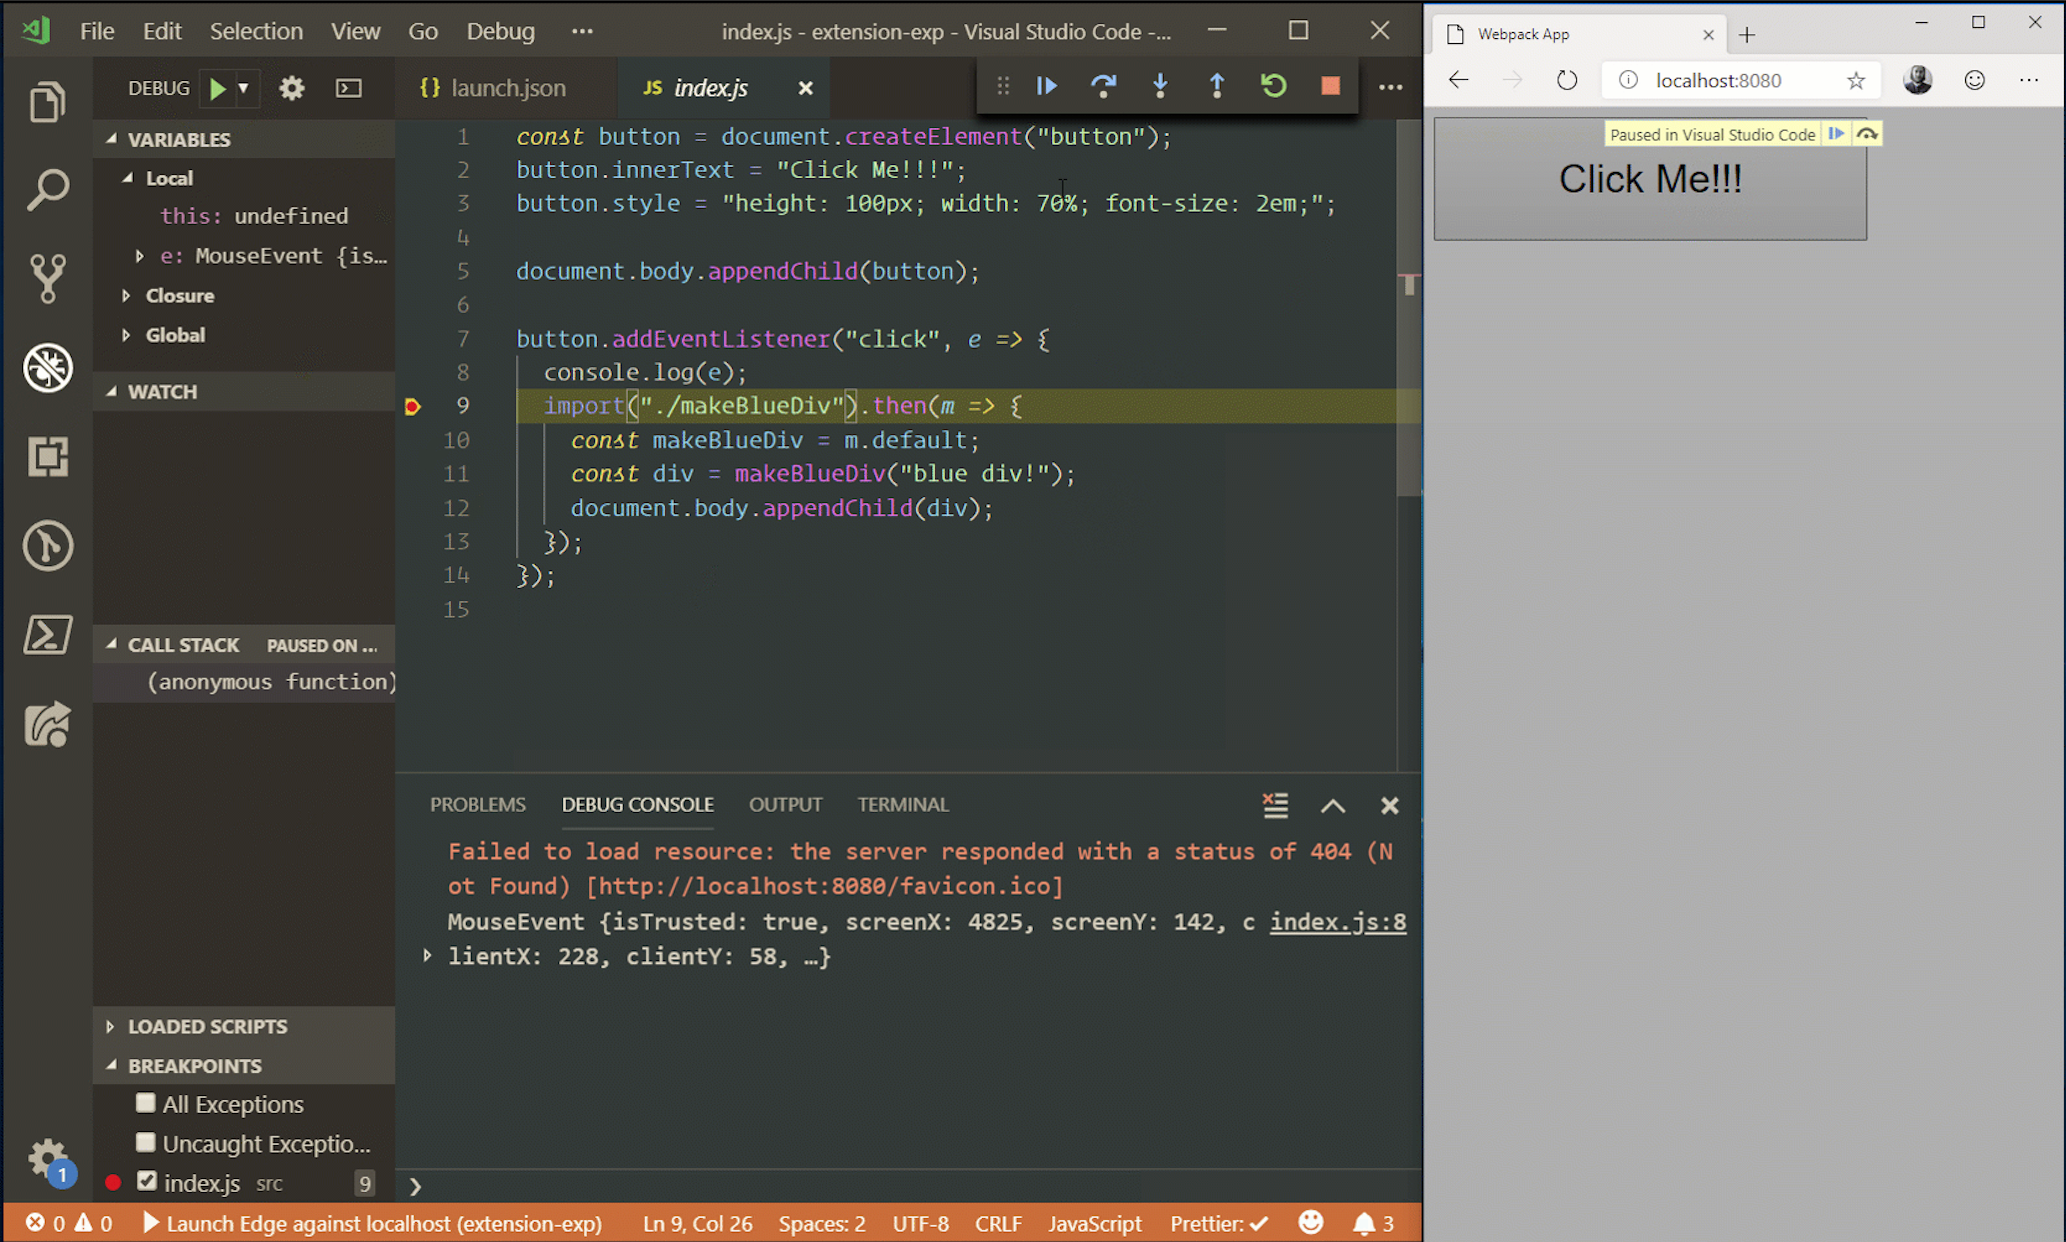 File Edit Selection View Go Debug ··· index.js - extension-exp - Visual Studio Code -...
DEBUG
{} launch.json
JS index.js
VARIABLES
Local
this: undefined
e: MouseEvent {is…
Closure
Global
WATCH
CALL STACK PAUSED ON ...
(anonymous function)
LOADED SCRIPTS
BREAKPOINTS
All Exceptions
Uncaught Exceptio...
index.js src 9
1
1 const button = document.createElement("button");
2 button.innerText = "Click Me!!!";
3 button.style = "height: 100px; width: 70%; font-size: 2em;";
4
5 document.body.appendChild(button);
6
7 button.addEventListener("click", e => {
8 console.log(e);
9 import("./makeBlueDiv").then(m => {
10 const makeBlueDiv = m.default;
11 const div = makeBlueDiv("blue div!");
12 document.body.appendChild(div);
13 });
14 });
15
PROBLEMS DEBUG CONSOLE OUTPUT TERMINAL
Failed to load resource: the server responded with a status of 404 (N
ot Found) [http://localhost:8080/favicon.ico]
MouseEvent {isTrusted: true, screenX: 4825, screenY: 142, c index.js:8
lientX: 228, clientY: 58, …}
0 0 Launch Edge against localhost (extension-exp) Ln 9, Col 26 Spaces: 2 UTF-8 CRLF JavaScript Prettier: ✓ 3
Webpack App
localhost:8080
Paused in Visual Studio Code
Click Me!!!